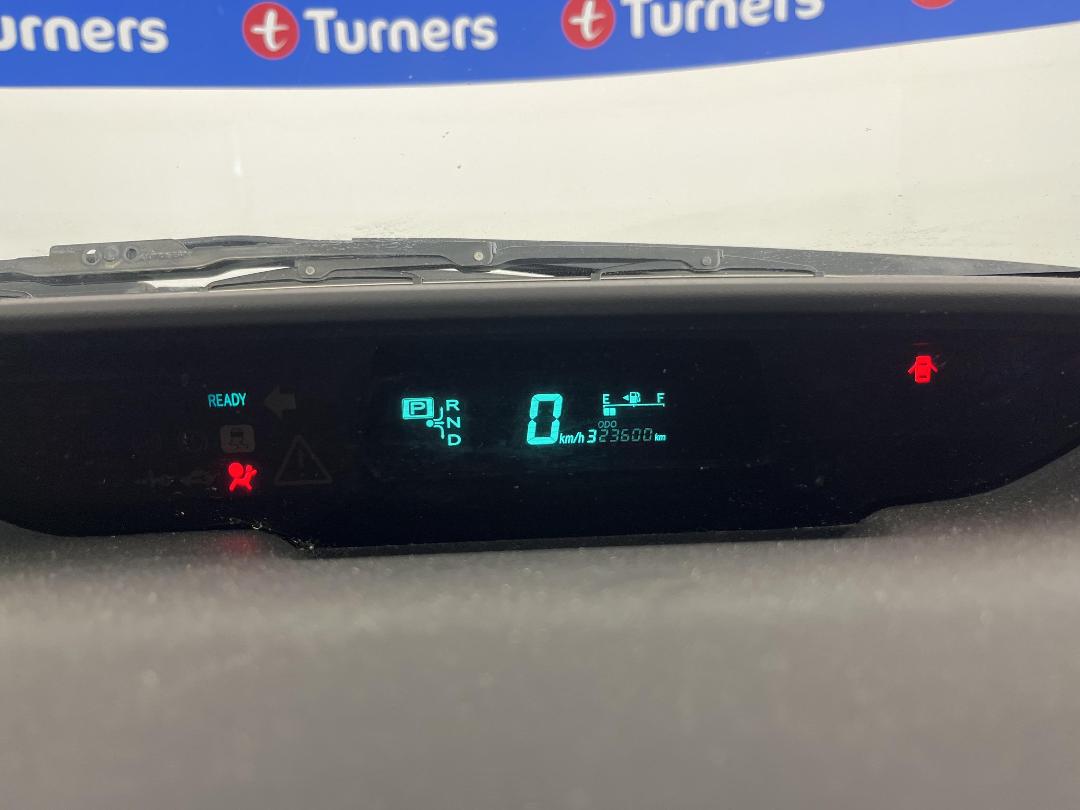 urners
t Turners
t Turners
READY
P R
N
D
0 km/h
E F
ODO
323600 km